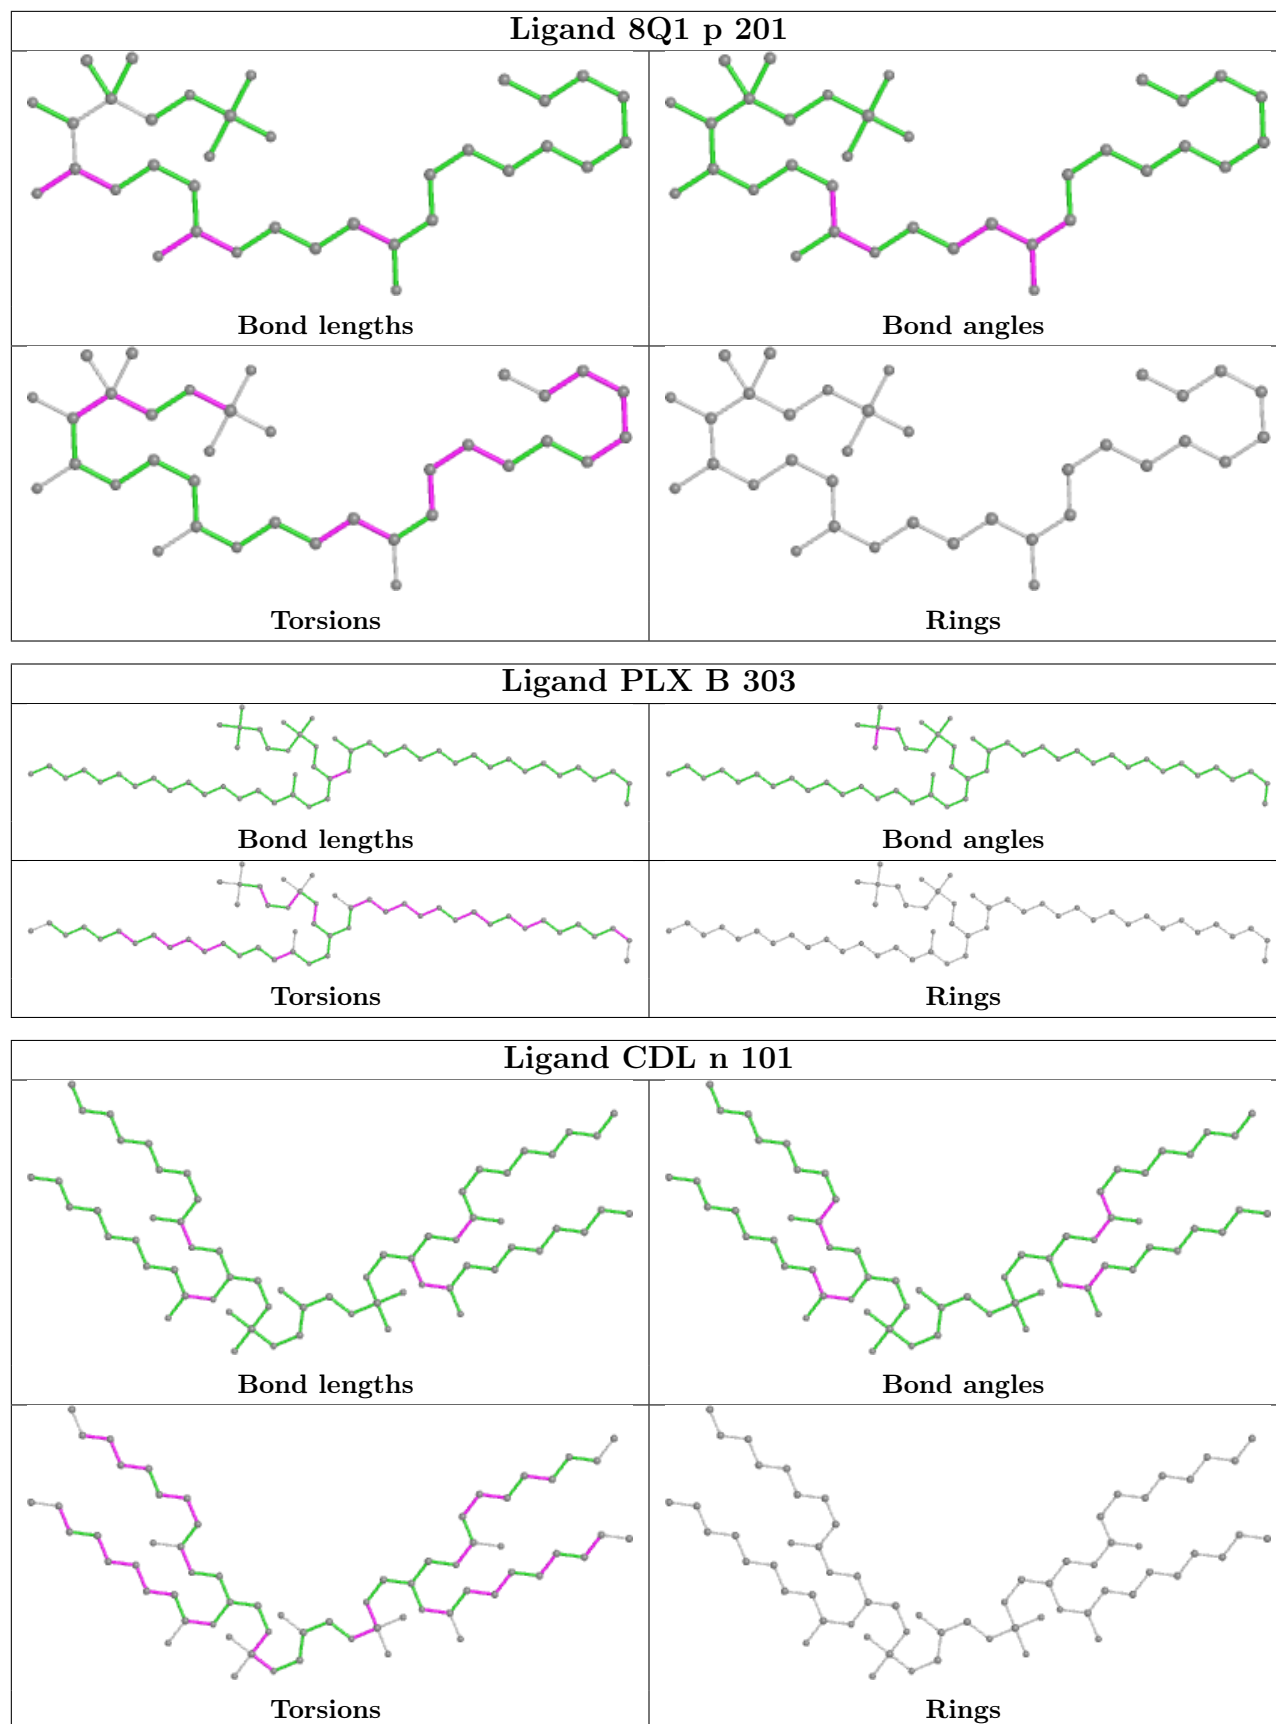 Ligand 8Q1 p 201
Bond lengths
Bond angles
Torsions
Rings
Ligand PLX B 303
Bond lengths
Bond angles
Torsions
Rings
Ligand CDL n 101
Bond lengths
Bond angles
Torsions
Rings